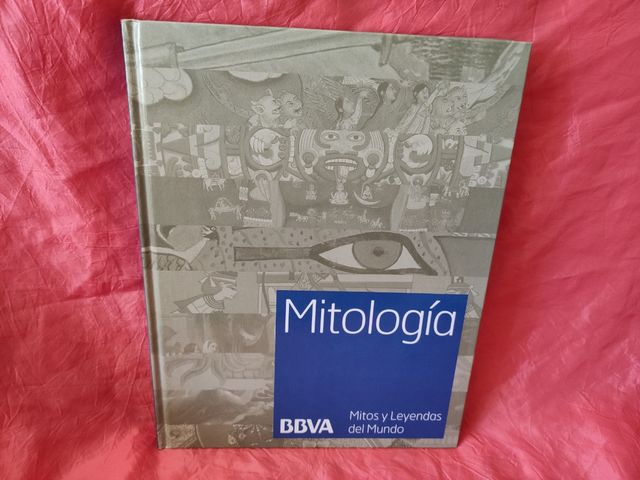 Mitología
BBVA
Mitos y Leyendas
del Mundo